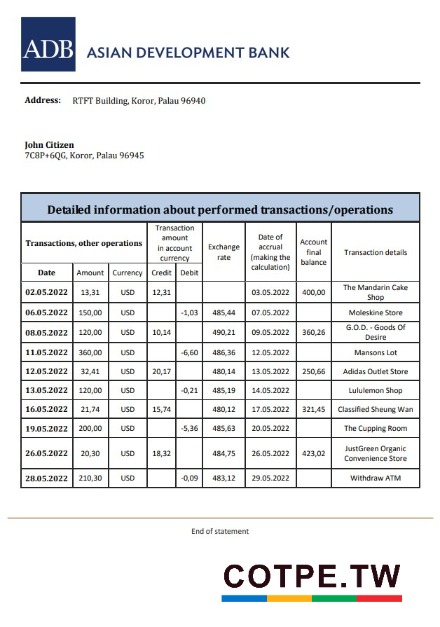 ADB ASIAN DEVELOPMENT BANK
Address: RTFT Building, Koror, Palau 96940
John Citizen
7C8P+6QG, Koror, Palau 96945
Detailed information about performed transactions/operations
Transactions, other operations
Transaction amount in account currency
Exchange rate
Date of accrual (making the calculation)
Account final balance
Transaction details
Date Amount Currency Credit Debit
02.05.2022 13,31 USD 12,31 03.05.2022 400,00 The Mandarin Cake Shop
06.05.2022 150,00 USD -1,03 485,44 07.05.2022 Moleskine Store
08.05.2022 120,00 USD 10,14 490,21 09.05.2022 360,26 G.O.D. - Goods Of Desire
11.05.2022 360,00 USD -6,60 486,36 12.05.2022 Mansons Lot
12.05.2022 32,41 USD 20,17 480,14 13.05.2022 250,66 Adidas Outlet Store
13.05.2022 120,00 USD -0,21 485,19 14.05.2022 Lululemon Shop
16.05.2022 21,74 USD 15,74 480,12 17.05.2022 321,45 Classified Sheung Wan
19.05.2022 200,00 USD -5,36 485,63 20.05.2022 The Cupping Room
26.05.2022 20,30 USD 18,32 484,75 26.05.2022 423,02 JustGreen Organic Convenience Store
28.05.2022 210,30 USD -0,09 483,12 29.05.2022 Withdraw ATM
End of statement
COTPE.TW